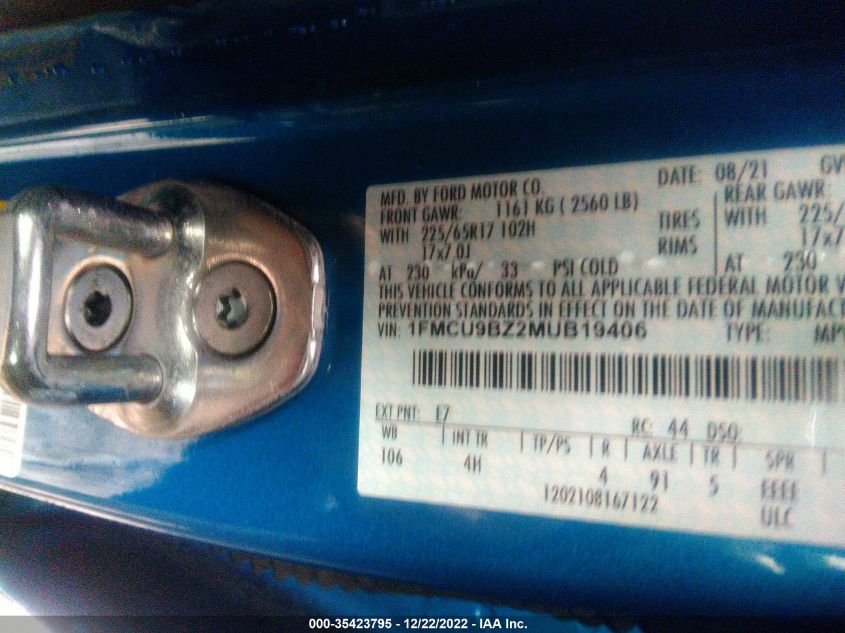 MFD. BY FORD MOTOR CO. DATE: 08/21 GV
FRONT GAWR: 1161 KG ( 2560 LB) REAR GAWR:
WITH 225/65R17 102H TIRES WITH 225/
17x7.0J RIMS 17x7
AT 230 kPa/ 33 PSI COLD AT 230
THIS VEHICLE CONFORMS TO ALL APPLICABLE FEDERAL MOTOR V
PREVENTION STANDARDS IN EFFECT ON THE DATE OF MANUFACT
VIN: 1FMCU9BZ2MUB19406 TYPE: MP
EXT PNT: E7 RC: 44 DSO:
WB | INT TR | TP/PS | R | AXLE | TR | SPR
106 4H 4 91 5 EEEE
1202108167122 ULC
000-35423795 - 12/22/2022 - IAA Inc.